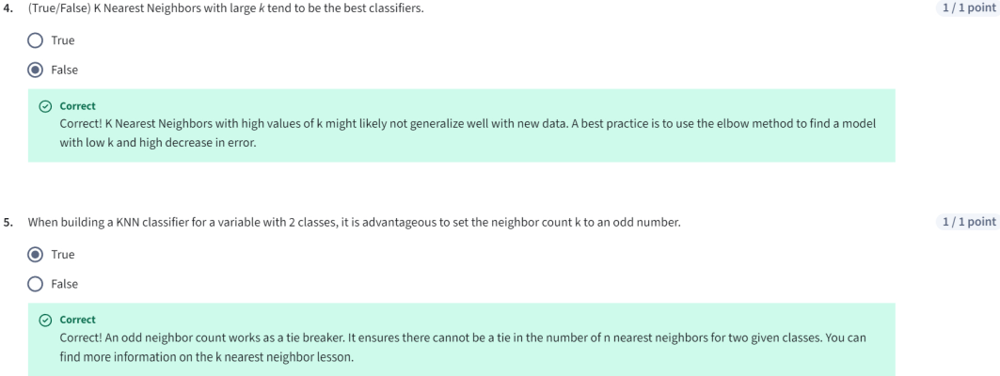 4. (True/False) K Nearest Neighbors with large k tend to be the best classifiers. 1 / 1 point
True
False
Correct
Correct! K Nearest Neighbors with high values of k might likely not generalize well with new data. A best practice is to use the elbow method to find a model
with low k and high decrease in error.
5. When building a KNN classifier for a variable with 2 classes, it is advantageous to set the neighbor count k to an odd number. 1 / 1 point
True
False
Correct
Correct! An odd neighbor count works as a tie breaker. It ensures there cannot be a tie in the number of n nearest neighbors for two given classes. You can
find more information on the k nearest neighbor lesson.